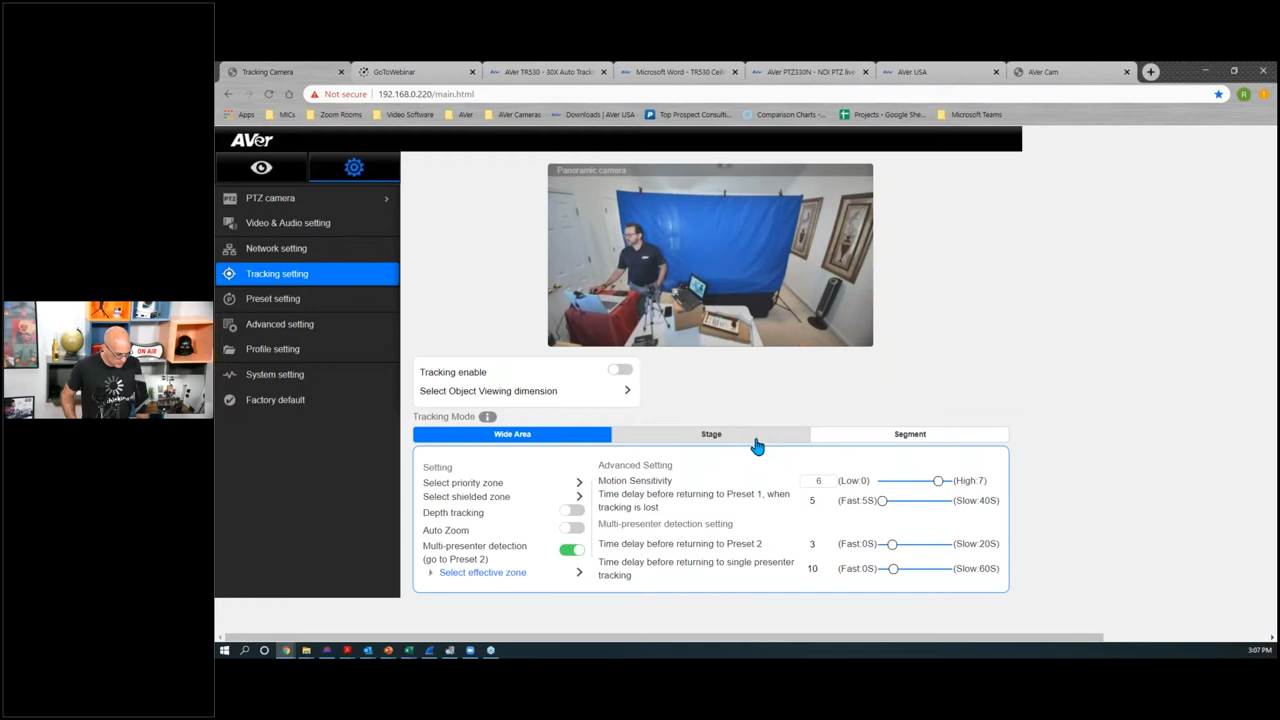 Tracking Camera
GoToWebinar
AVer TR530 - 30X Auto Track
Microsoft Word - TR530 Ceil
AVer PTZ330N - NDI PTZ live
AVer USA
AVer Cam
Not secure 192.168.0.220/main.html
R
Apps MICs Zoom Rooms Video Software AVer AVer Cameras Downloads | AVer USA Top Prospect Consulti... Comparison Charts -... Projects - Google She... Microsoft Teams
AVer
PTZ PTZ camera
Video & Audio setting
Network setting
Tracking setting
Preset setting
Advanced setting
Profile setting
System setting
Factory default
Panoramic camera
ON AIR
Tracking enable
Select Object Viewing dimension
Tracking Mode
Wide Area Stage Segment
Setting
Select priority zone
Select shielded zone
Depth tracking
Auto Zoom
Multi-presenter detection
(go to Preset 2)
Select effective zone
Advanced Setting
Motion Sensitivity 6 (Low:0) (High:7)
Time delay before returning to Preset 1, when
tracking is lost
5 (Fast:5S) (Slow:40S)
Multi-presenter detection setting
Time delay before returning to Preset 2 3 (Fast:0S) (Slow:20S)
Time delay before returning to single presenter
tracking
10 (Fast:0S) (Slow:60S)
3:07 PM